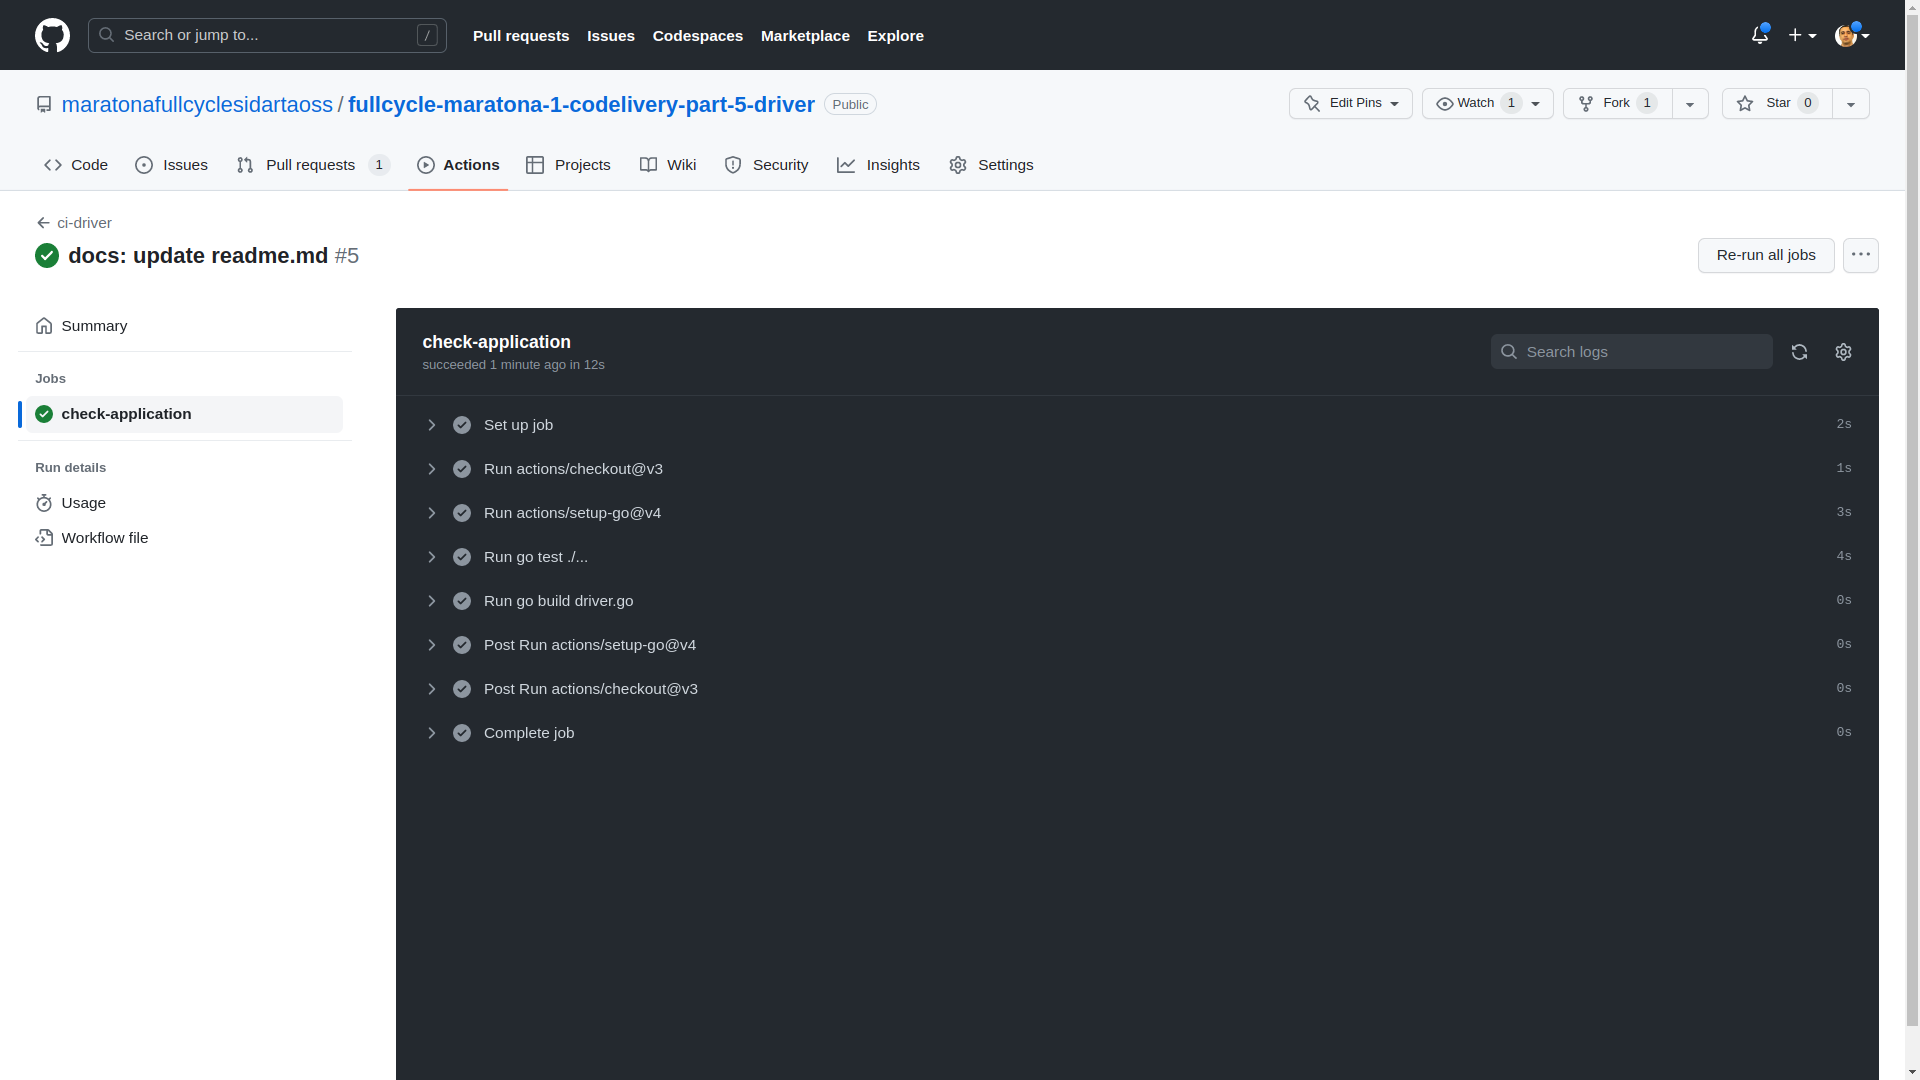 Search or jump to... /
Pull requests Issues Codespaces Marketplace Explore
maratonafullcyclesidartaoss / fullcycle-maratona-1-codelivery-part-5-driver Public
Edit Pins Watch 1 Fork 1 Star 0
Code Issues Pull requests 1 Actions Projects Wiki Security Insights Settings
ci-driver
docs: update readme.md #5
Re-run all jobs
Summary
Jobs
check-application
Run details
Usage
Workflow file
check-application
succeeded 1 minute ago in 12s
Search logs
Set up job 2s
Run actions/checkout@v3 1s
Run actions/setup-go@v4 3s
Run go test ./... 4s
Run go build driver.go 0s
Post Run actions/setup-go@v4 0s
Post Run actions/checkout@v3 0s
Complete job 0s